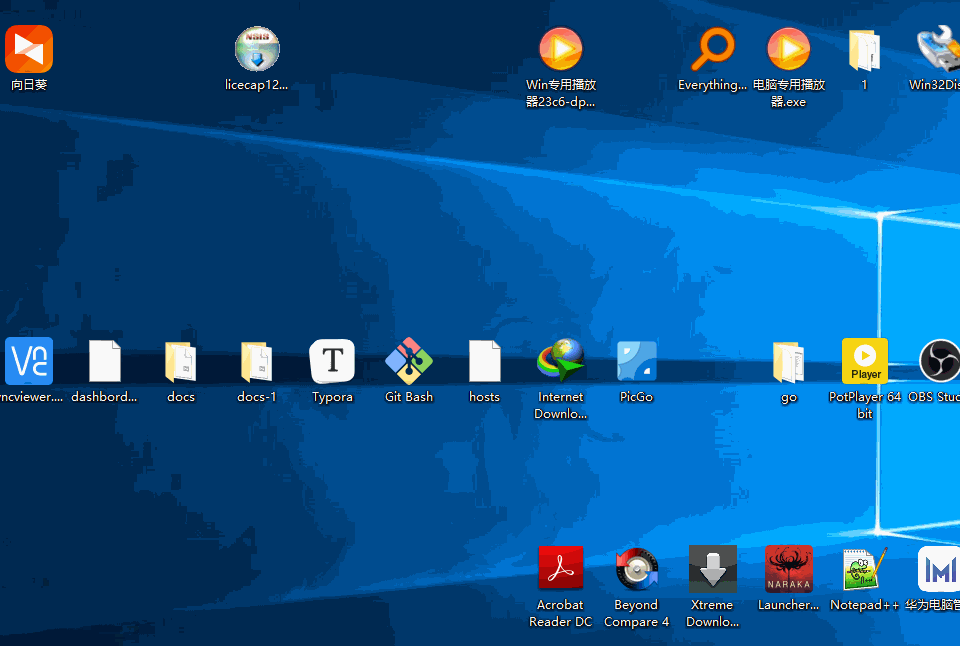 NSIS
向日葵
licecap12...
Win专用播放
器23c6-dp...
Everything...
电脑专用播放
器.exe
1
Win32Dis
VP
vncviewer....
dashbord...
docs
docs-1
T
Typora
Git Bash
hosts
Internet
Downlo...
PicGo
go
Player
PotPlayer 64
bit
OBS Stud
Acrobat
Reader DC
Beyond
Compare 4
Xtreme
Downlo...
NARAKA
Launcher...
Notepad++
华为电脑管